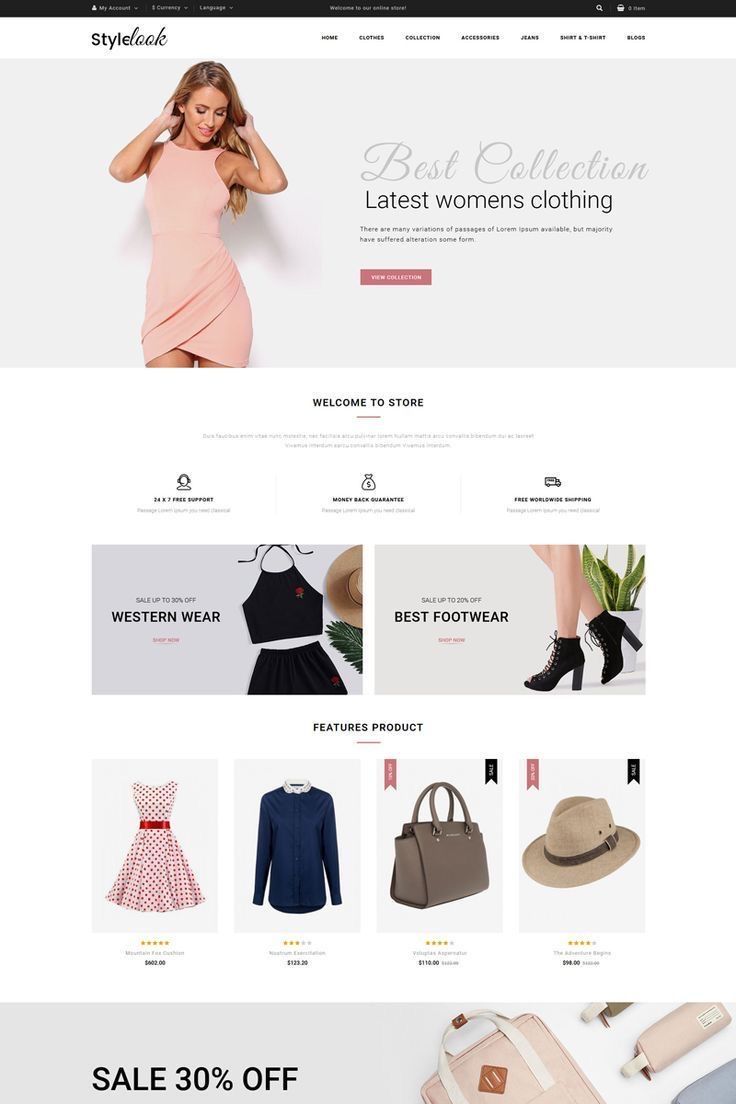 My Account $ Currency Language Welcome to our online store! 0 Item
Stylelook HOME CLOTHES COLLECTION ACCESSORIES JEANS SHIRT & T-SHIRT BLOGS
Best Collection
Latest womens clothing
There are many variations of passages of Lorem Ipsum available, but majority
have suffered alteration some form.
VIEW COLLECTION
WELCOME TO STORE
Duis faucibus enim vitae nunc molestie, nec facilisis arcu pulvinar lorem hullam mattis arcu convallis bibendum dui ac laoreet
Vivamus interdum aarcu convallis bibendum Vivamus interdum.
24 X 7 FREE SUPPORT MONEY BACK GUARANTEE FREE WORLWIDE SHIPPING
Passage Lorem ipsum you need classical Passage Lorem ipsum you need classical Passage Lorem ipsum you need classical
SALE UP TO 30% OFF
WESTERN WEAR
SHOP NOW
SALE UP TO 20% OFF
BEST FOOTWEAR
SHOP NOW
FEATURES PRODUCT
SALE
SALE
Mountain Fox Cushion Nostrum Exercitation Voluptas Aspernatur The Adventure Begins
$602.00 $123.20 $110.00 $122.00 $98.00 $122.00
SALE 30% OFF